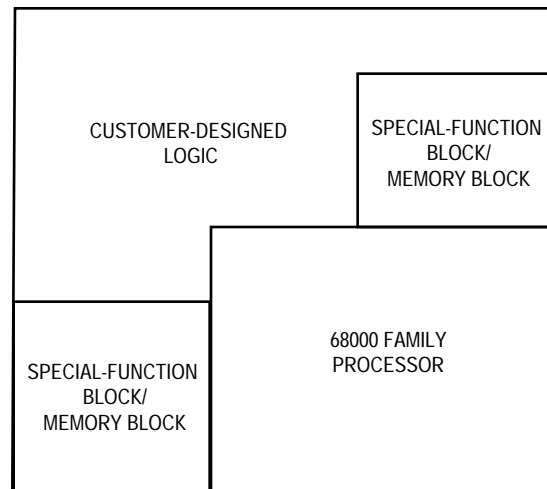 CUSTOMER-DESIGNED
LOGIC
SPECIAL-FUNCTION
BLOCK/
MEMORY BLOCK
68000 FAMILY
PROCESSOR
SPECIAL-FUNCTION
BLOCK/
MEMORY BLOCK